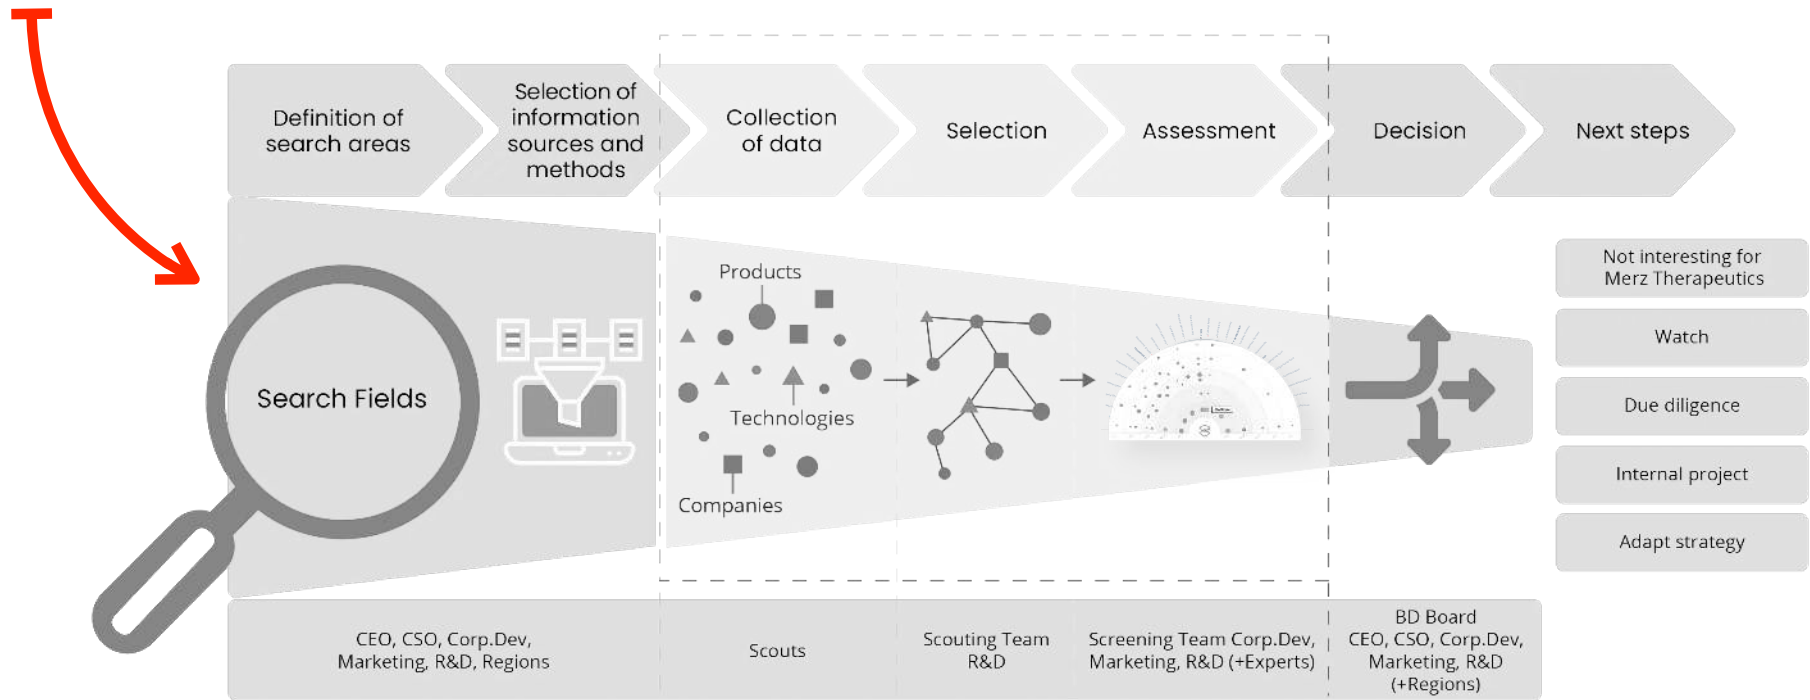 Definition of
search areas
Selection of
information
sources and
methods
Collection
of data
Selection
Assessment
Decision
Next steps
Search Fields
Products
Technologies
Companies
Not interesting for
Merz Therapeutics
Watch
Due diligence
Internal project
Adapt strategy
CEO, CSO, Corp.Dev,
Marketing, R&D, Regions
Scouts
Scouting Team
R&D
Screening Team Corp.Dev,
Marketing, R&D (+Experts)
BD Board
CEO, CSO, Corp.Dev,
Marketing, R&D
(+Regions)